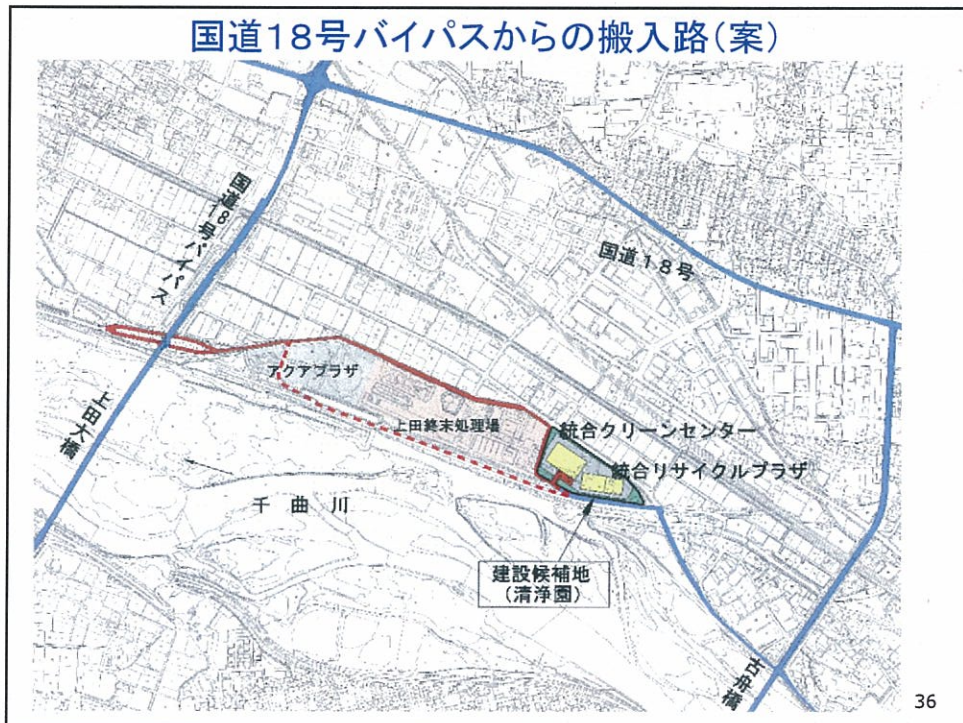 国道18号バイパスからの搬入路(案)
国道18号バイパス
国道18号
アクアプラザ
上田終末処理場
統合クリーンセンター
統合リサイクルプラザ
上田大橋
千曲川
建設候補地
(清浄園)
古舟橋
36